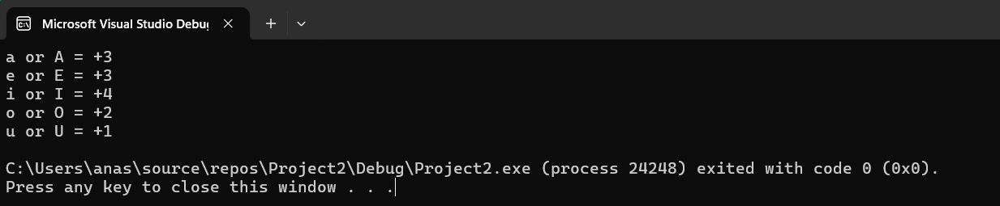 Microsoft Visual Studio Debu
a or A = +3
e or E = +3
i or I = +4
o or O = +2
u or U = +1
C:\Users\anas\source\repos\Project2\Debug\Project2.exe (process 24248) exited with code 0 (0x0).
Press any key to close this window . . .